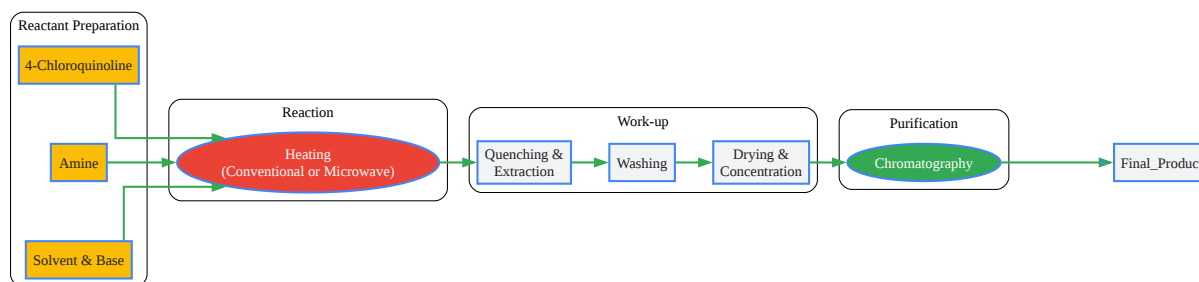 Reactant Preparation
4-Chloroquinoline
Amine
Solvent & Base
Reaction
Heating
(Conventional or Microwave)
Work-up
Quenching &
Extraction
Washing
Drying &
Concentration
Purification
Chromatography
Final_Product